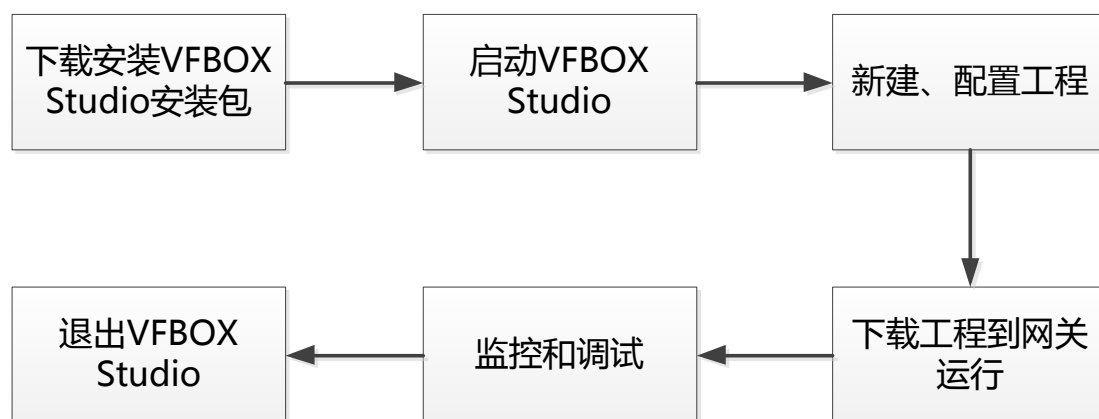 下载安装VFBOX
Studio安装包
启动VFBOX
Studio
新建、配置工程
下载工程到网关
运行
监控和调试
退出VFBOX
Studio